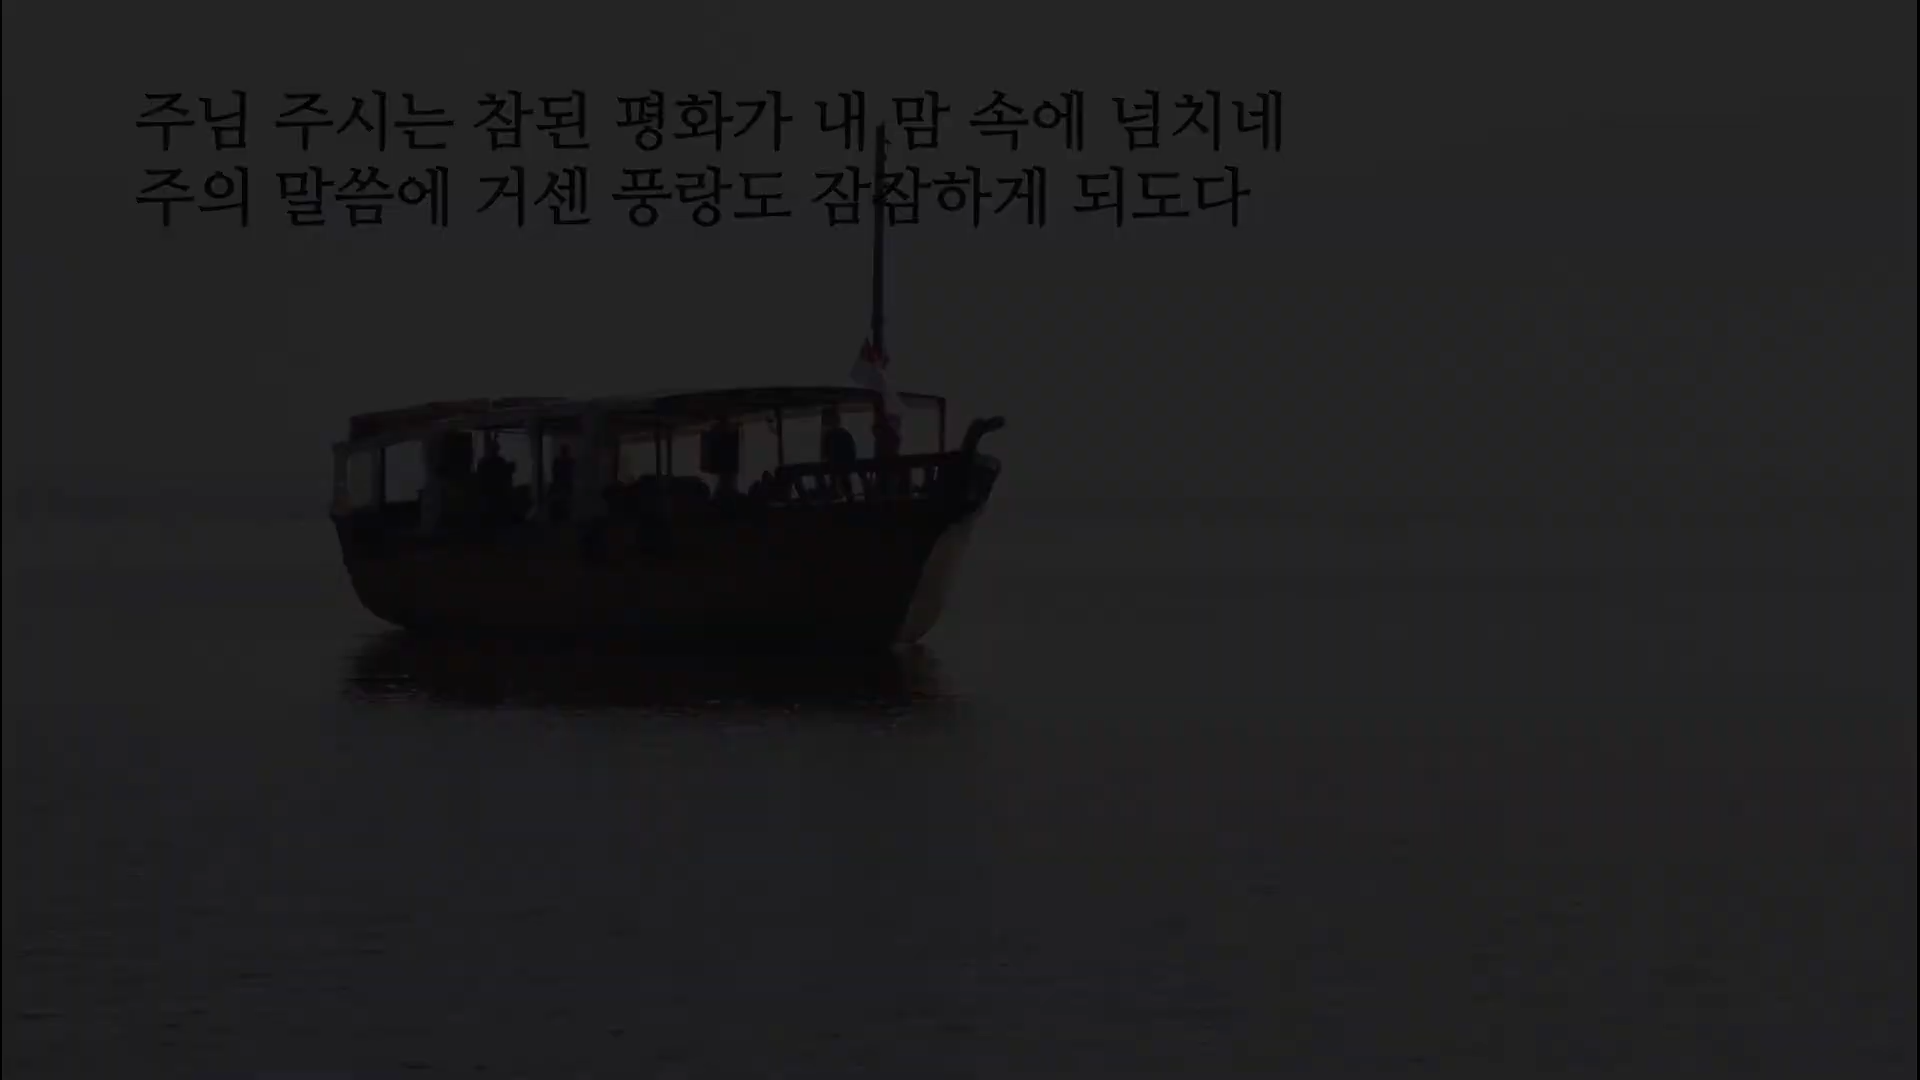 주님 주시는 참된 평화가 내 맘 속에 넘치네
주의 말씀에 거센 풍랑도 잠잠하게 되도다